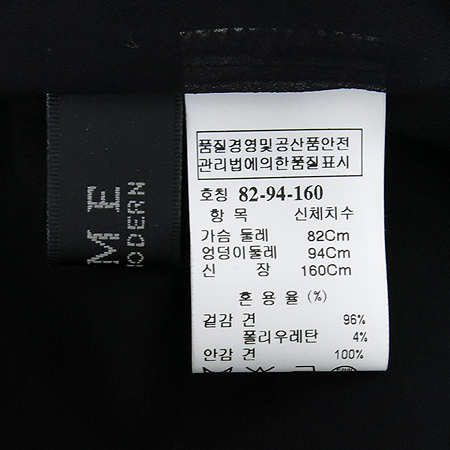 ME
ODERN
품질경영및공산품안전
관리법에의한품질표시
호칭 82-94-160
항 목 신체치수
가슴 둘레 82Cm
엉덩이둘레 94Cm
신 장 160Cm
혼 용 율 (%)
겉감 견 96%
폴리우레탄 4%
안감 견 100%